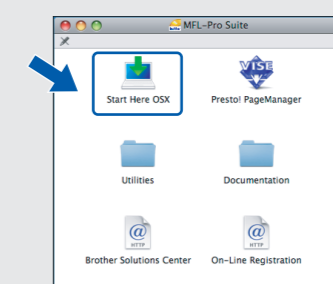 MFL-Pro Suite
Start Here OSX
VISE
Presto! PageManager
Utilities
Documentation
@
HTTP
@
HTTP
Brother Solutions Center
On-Line Registration